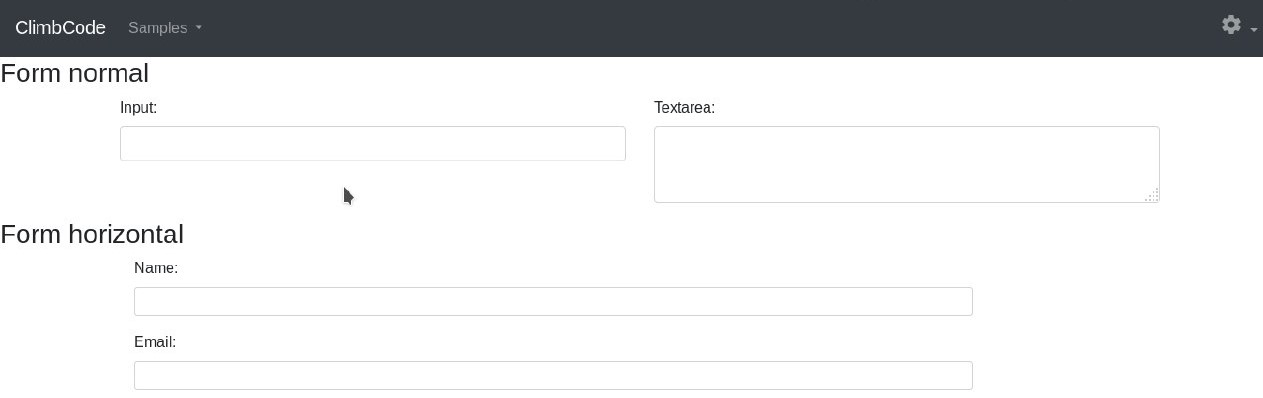 ClimbCode Samples
Form normal
Input: Textarea:
Form horizontal
Name:
Email: